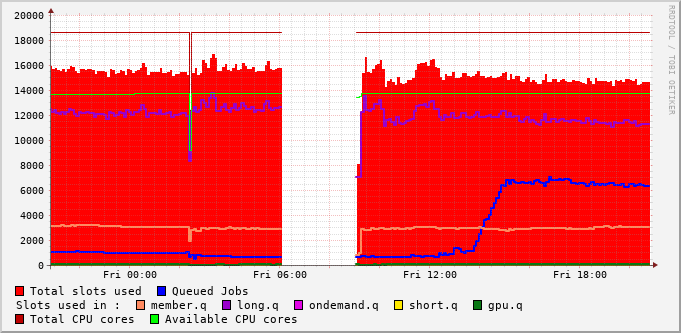 20000
18000
16000
14000
12000
10000
8000
6000
4000
2000
0
Fri 00:00 Fri 06:00 Fri 12:00 Fri 18:00
RRDTOOL / TOBI OETIKER
Total slots used Queued Jobs
Slots used in : member.q long.q ondemand.q short.q gpu.q
Total CPU cores Available CPU cores